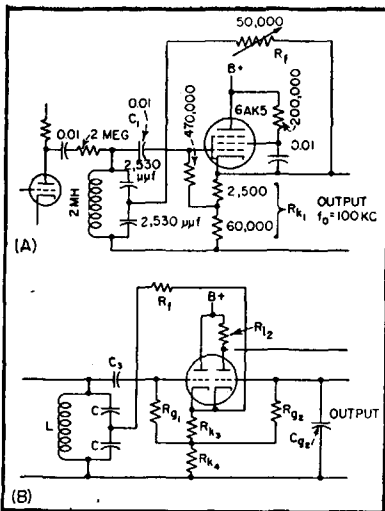 50,000
Rf
B+
6AK5
200,000
0.01
C1
0.01
2 MEG
470,000
2,530
μμf
2MH
2,530 μμf
0.01
2,500
60,000
Rk1
OUTPUT
fo=100 KC
(A)
Rf
B+
Rl2
C3
L
C
C
Rg1
Rk3
Rk4
Rg2
Cg2
OUTPUT
(B)